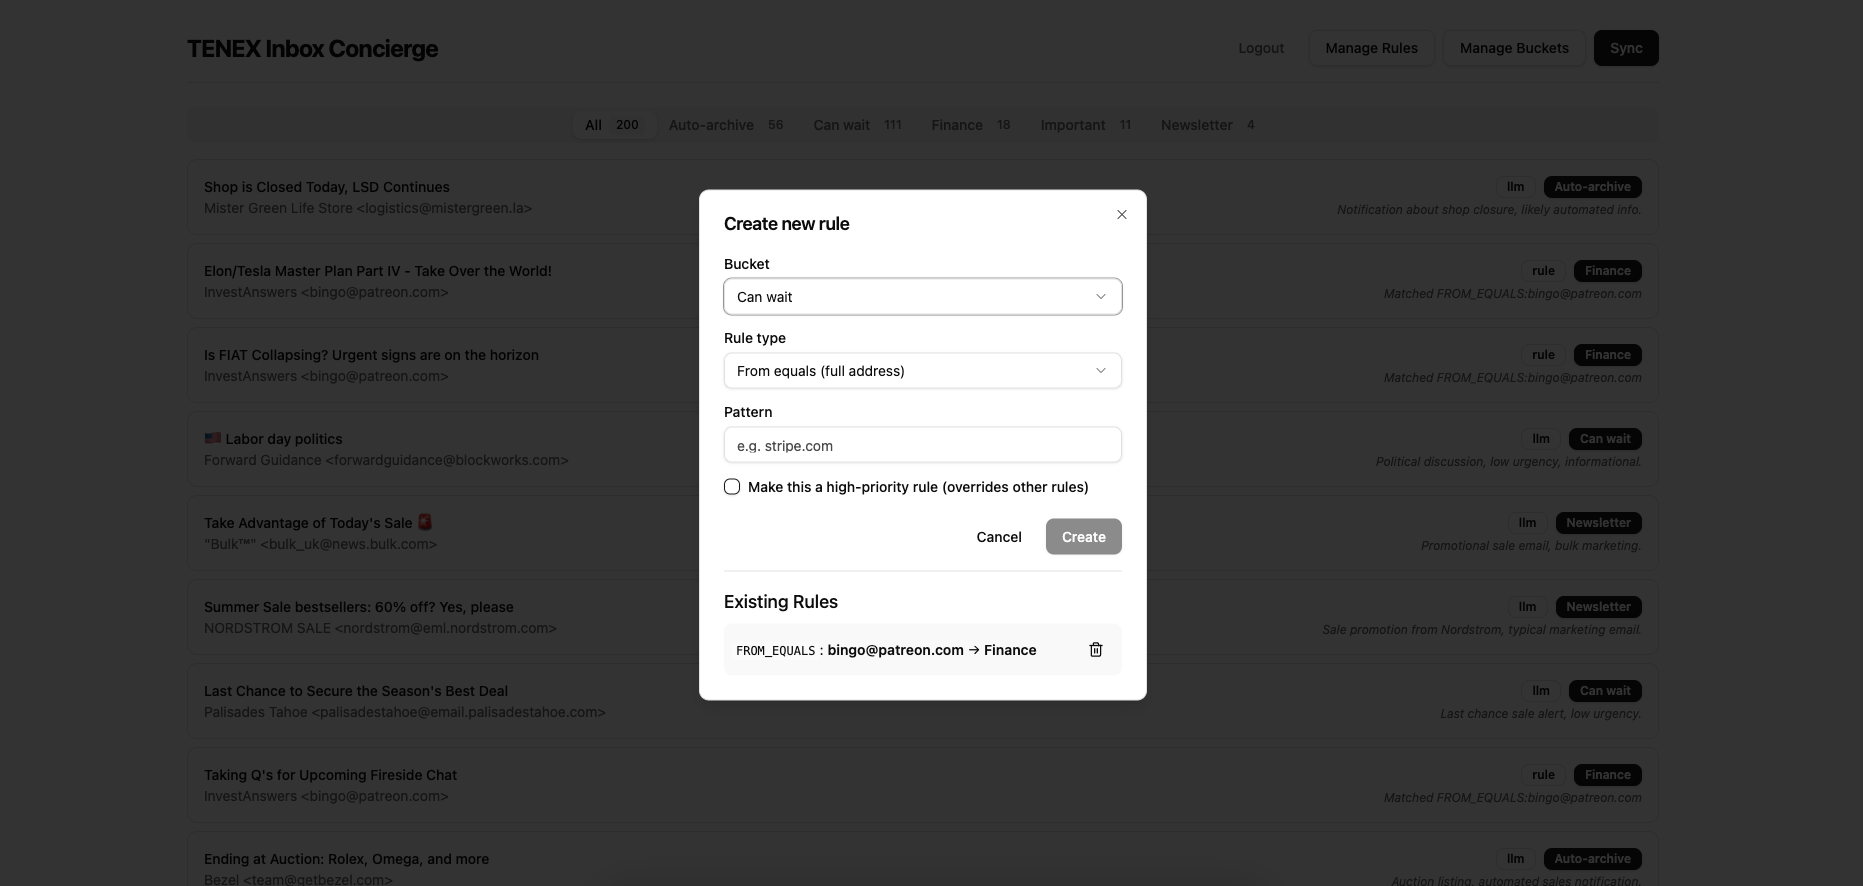 TENEX Inbox Concierge
Logout Manage Rules Manage Buckets Sync
All 200 Auto-archive 56 Can wait 111 Finance 18 Important 11 Newsletter 4
Shop is Closed Today, LSD Continues
llm Auto-archive
Mister Green Life Store <logistics@mistergreen.la>
Notification about shop closure, likely automated info.
Elon/Tesla Master Plan Part IV - Take Over the World!
rule Finance
InvestAnswers <bingo@patreon.com>
Matched FROM_EQUALS:bingo@patreon.com
Is FIAT Collapsing? Urgent signs are on the horizon
rule Finance
InvestAnswers <bingo@patreon.com>
Matched FROM_EQUALS:bingo@patreon.com
🇺🇸 Labor day politics
llm Can wait
Forward Guidance <forwardguidance@blockworks.com>
Political discussion, low urgency, informational.
Take Advantage of Today's Sale 🚨
llm Newsletter
"Bulk™" <bulk_uk@news.bulk.com>
Promotional sale email, bulk marketing.
Summer Sale bestsellers: 60% off? Yes, please
llm Newsletter
NORDSTROM SALE <nordstrom@eml.nordstrom.com>
Sale promotion from Nordstrom, typical marketing email.
Last Chance to Secure the Season's Best Deal
llm Can wait
Palisades Tahoe <palisadestahoe@email.palisadestahoe.com>
Last chance sale alert, low urgency.
Taking Q's for Upcoming Fireside Chat
rule Finance
InvestAnswers <bingo@patreon.com>
Matched FROM_EQUALS:bingo@patreon.com
Ending at Auction: Rolex, Omega, and more
llm Auto-archive
Bezel <team@getbezel.com>
Auction listing, automated sales notification.
Create new rule
Bucket
Can wait
Rule type
From equals (full address)
Pattern
e.g. stripe.com
Make this a high-priority rule (overrides other rules)
Cancel Create
Existing Rules
FROM_EQUALS : bingo@patreon.com → Finance